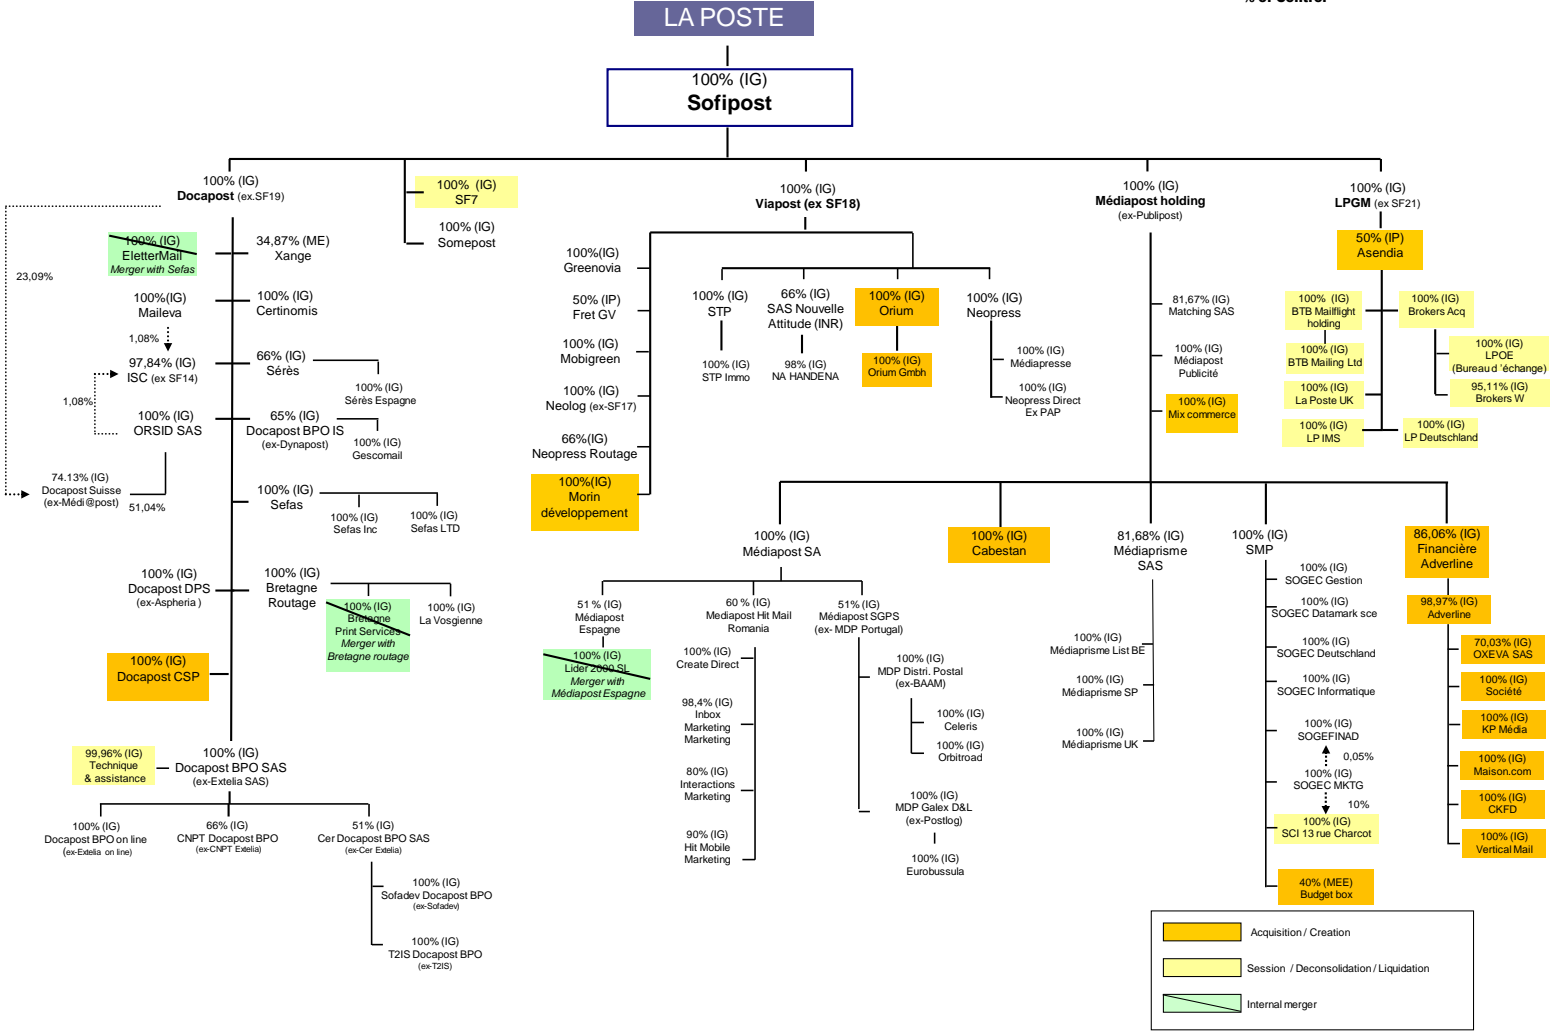 % of Control
LA POSTE
100% (IG)
Sofipost
100% (IG)
Docapost (ex.SF19)
100% (IG)
SF7
100% (IG)
Somepost
100% (IG)
Viapost (ex SF18)
100% (IG)
Médiapost holding
(ex-Publipost)
100% (IG)
LPGM (ex SF21)
100% (IG)
EletterMail
Merger with Sefas
34,87% (ME)
Xange
23,09%
100%(IG)
Maileva
100% (IG)
Certinomis
1,08%
97,84% (IG)
ISC (ex SF14)
66% (IG)
Sérès
100% (IG)
Sérès Espagne
1,08%
100% (IG)
ORSID SAS
65% (IG)
Docapost BPO IS
(ex-Dynapost)
100% (IG)
Gescomail
74.13% (IG)
Docapost Suisse
(ex-Médi@post)
51,04%
100% (IG)
Sefas
100% (IG)
Sefas Inc
100% (IG)
Sefas LTD
100% (IG)
Docapost DPS
(ex-Aspheria )
100% (IG)
Bretagne
Routage
100% (IG)
Bretagne
Print Services
Merger with
Bretagne routage
100% (IG)
La Vosgienne
100% (IG)
Docapost CSP
99,96% (IG)
Technique
& assistance
100% (IG)
Docapost BPO SAS
(ex-Extelia SAS)
100% (IG)
Docapost BPO on line
(ex-Extelia on line)
66% (IG)
CNPT Docapost BPO
(ex-CNPT Extelia)
51% (IG)
Cer Docapost BPO SAS
(ex-Cer Extelia)
100% (IG)
Sofadev Docapost BPO
(ex-Sofadev)
100% (IG)
T2IS Docapost BPO
(ex-T2IS)
100%(IG)
Greenovia
50% (IP)
Fret GV
100% (IG)
Mobigreen
100% (IG)
Neolog (ex-SF17)
66%(IG)
Neopress Routage
100%(IG)
Morin
développement
100% (IG)
STP
100% (IG)
STP Immo
66% (IG)
SAS Nouvelle
Attitude (INR)
98% (IG)
NA HANDENA
100% (IG)
Orium
100% (IG)
Orium Gmbh
100% (IG)
Neopress
100% (IG)
Médiapresse
100% (IG)
Neopress Direct
Ex PAP
81,67% (IG)
Matching SAS
100% (IG)
Médiapost
Publicité
100% (IG)
Mix commerce
50% (IP)
Asendia
100% (IG)
BTB Mailflight
holding
100% (IG)
Brokers Acq
100% (IG)
BTB Mailing Ltd
100% (IG)
LPOE
(Bureau d 'échange)
100% (IG)
La Poste UK
95,11% (IG)
Brokers W
100% (IG)
LP IMS
100% (IG)
LP Deutschland
100% (IG)
Médiapost SA
100% (IG)
Cabestan
81,68% (IG)
Médiaprisme
SAS
100% (IG)
SMP
86,06% (IG)
Financière
Adverline
51 % (IG)
Médiapost
Espagne
100% (IG)
Lider 2000 SL
Merger with
Médiapost Espagne
60 % (IG)
Mediapost Hit Mail
Romania
100% (IG)
Create Direct
98,4% (IG)
Inbox
Marketing
Marketing
80% (IG)
Interactions
Marketing
90% (IG)
Hit Mobile
Marketing
51% (IG)
Médiapost SGPS
(ex- MDP Portugal)
100% (IG)
MDP Distri. Postal
(ex-BAAM)
100% (IG)
Celeris
100% (IG)
Orbitroad
100% (IG)
MDP Galex D&L
(ex-Postlog)
100% (IG)
Eurobussula
100% (IG)
Médiaprisme List BE
100% (IG)
Médiaprisme SP
100% (IG)
Médiaprisme UK
100% (IG)
SOGEC Gestion
100% (IG)
SOGEC Datamark sce
100% (IG)
SOGEC Deutschland
100% (IG)
SOGEC Informatique
100% (IG)
SOGEFINAD
0,05%
100% (IG)
SOGEC MKTG
10%
100% (IG)
SCI 13 rue Charcot
40% (MEE)
Budget box
98,97% (IG)
Adverline
70,03% (IG)
OXEVA SAS
100% (IG)
Société
100% (IG)
KP Média
100% (IG)
Maison.com
100% (IG)
CKFD
100% (IG)
Vertical Mail
Acquisition / Creation
Session / Deconsolidation / Liquidation
Internal merger